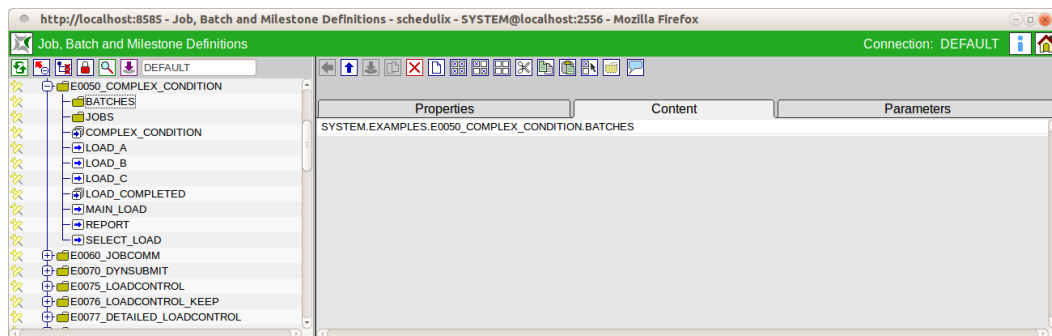 http://localhost:8585 - Job, Batch and Milestone Definitions - schedulix - SYSTEM@localhost:2556 - Mozilla Firefox
Job, Batch and Milestone Definitions
Connection: DEFAULT
DEFAULT
E0050_COMPLEX_CONDITION
BATCHES
JOBS
COMPLEX_CONDITION
LOAD_A
LOAD_B
LOAD_C
LOAD_COMPLETED
MAIN_LOAD
REPORT
SELECT_LOAD
E0060_JOBCOMM
E0070_DYNSUBMIT
E0075_LOADCONTROL
E0076_LOADCONTROL_KEEP
E0077_DETAILED_LOADCONTROL
Properties
Content
Parameters
SYSTEM.EXAMPLES.E0050_COMPLEX_CONDITION.BATCHES